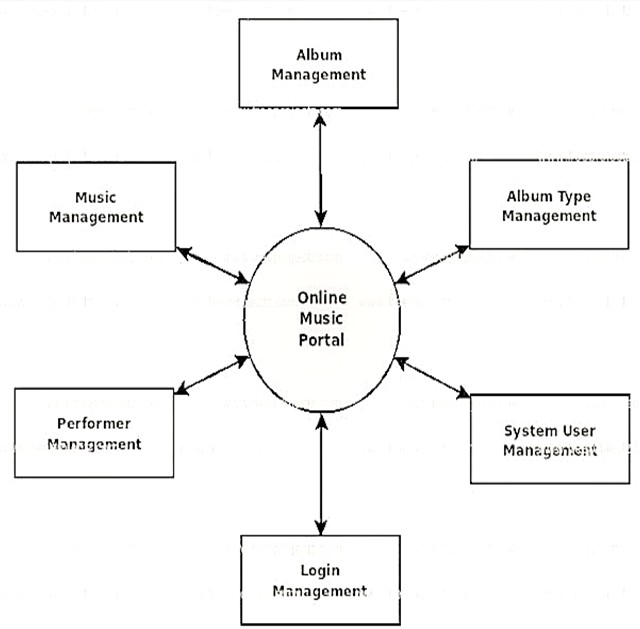 Album
Management
Music
Management
Album Type
Management
Online
Music
Portal
Performer
Management
System User
Management
Login
Management